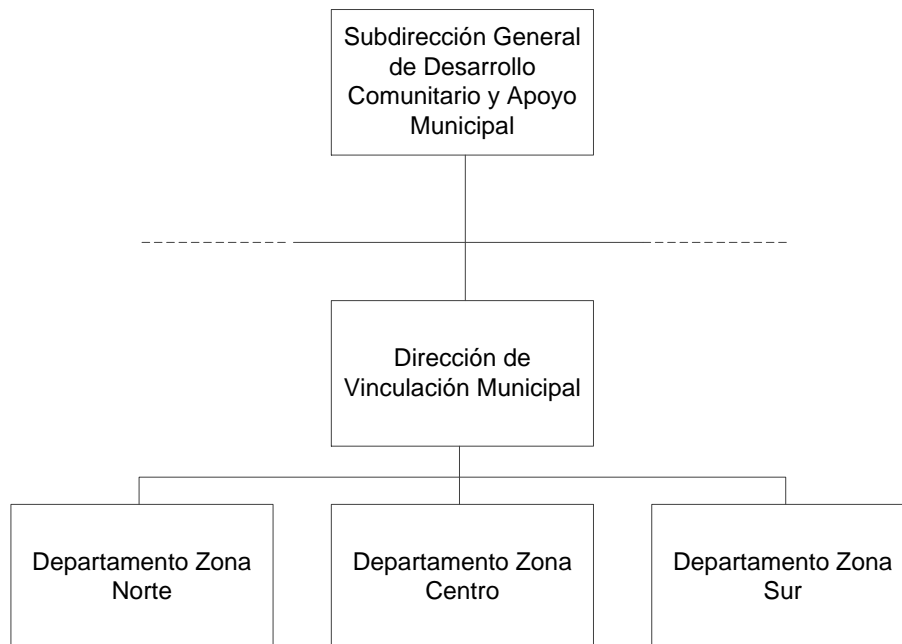 Subdirección General
de Desarrollo
Comunitario y Apoyo
Municipal
Dirección de
Vinculación Municipal
Departamento Zona
Norte
Departamento Zona
Centro
Departamento Zona
Sur